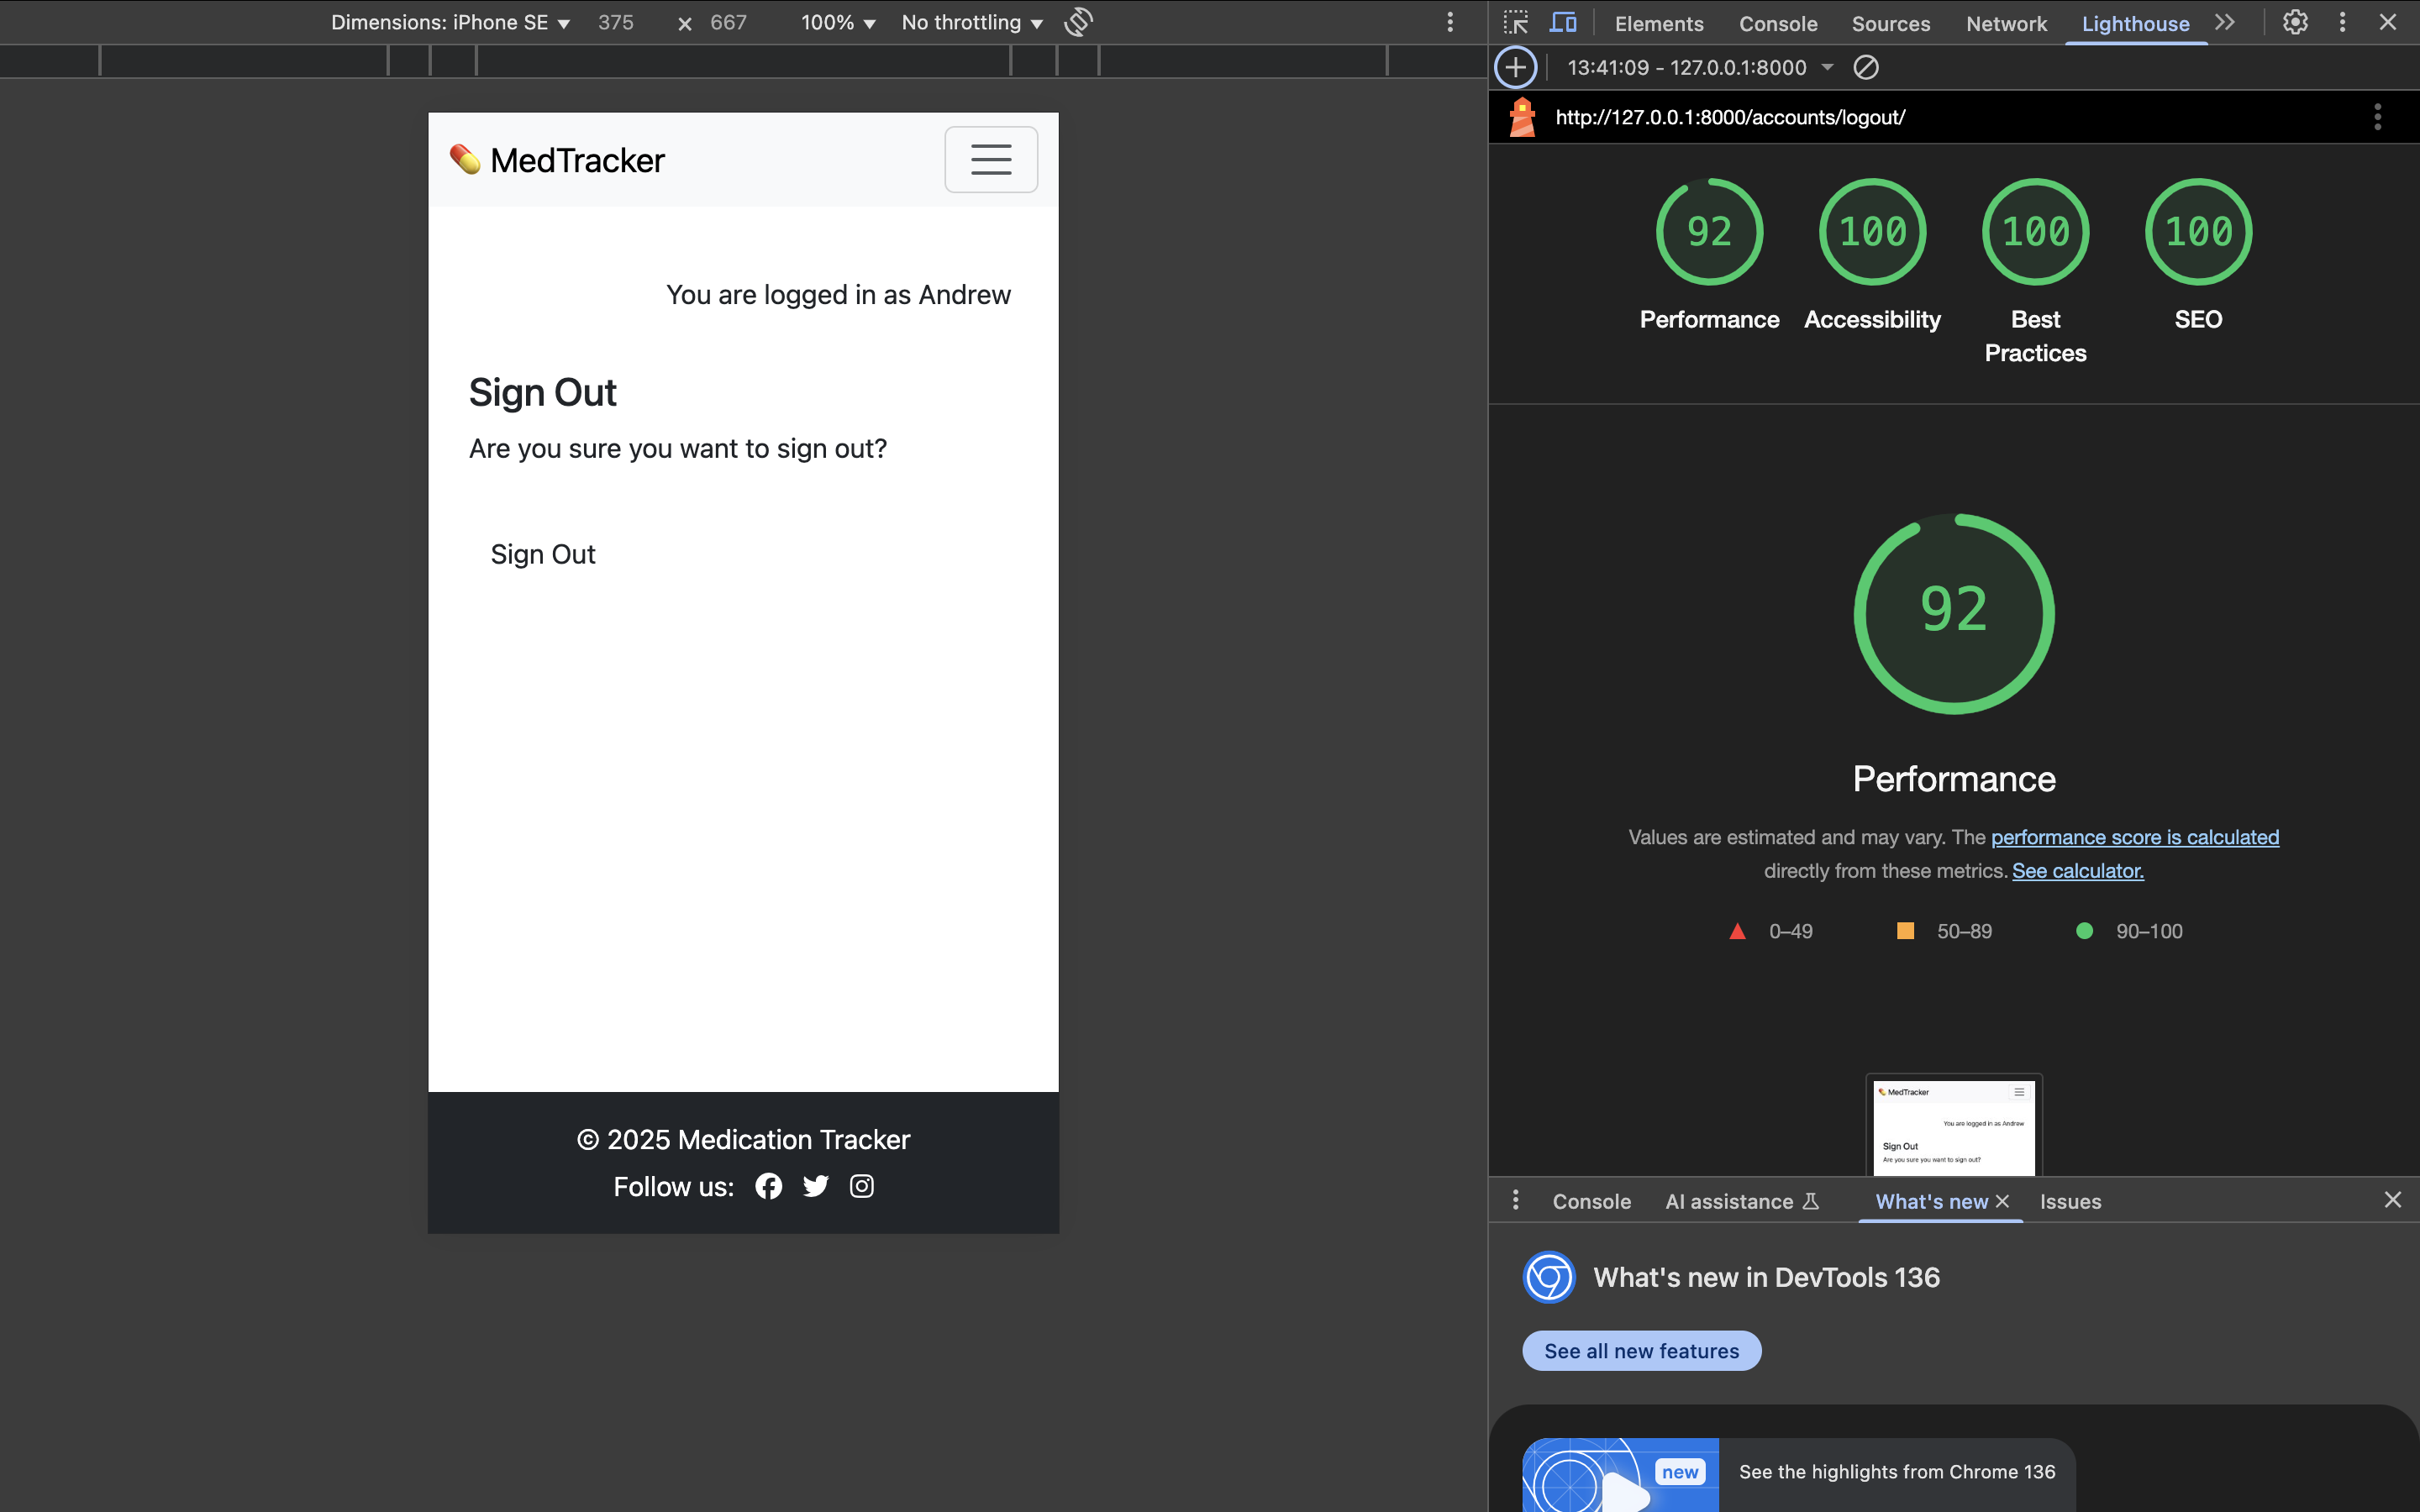 Dimensions: iPhone SE 375 × 667 100% No throttling
MedTracker
You are logged in as Andrew
Sign Out
Are you sure you want to sign out?
Sign Out
© 2025 Medication Tracker
Follow us:
Elements Console Sources Network Lighthouse
13:41:09 - 127.0.0.1:8000
http://127.0.0.1:8000/accounts/logout/
92 100 100 100
Performance Accessibility Best Practices SEO
92
Performance
Values are estimated and may vary. The performance score is calculated
directly from these metrics. See calculator.
0–49 50–89 90–100
MedTracker
You are logged in as Andrew
Sign Out
Are you sure you want to sign out?
Console AI assistance What's new Issues
What's new in DevTools 136
See all new features
new
See the highlights from Chrome 136